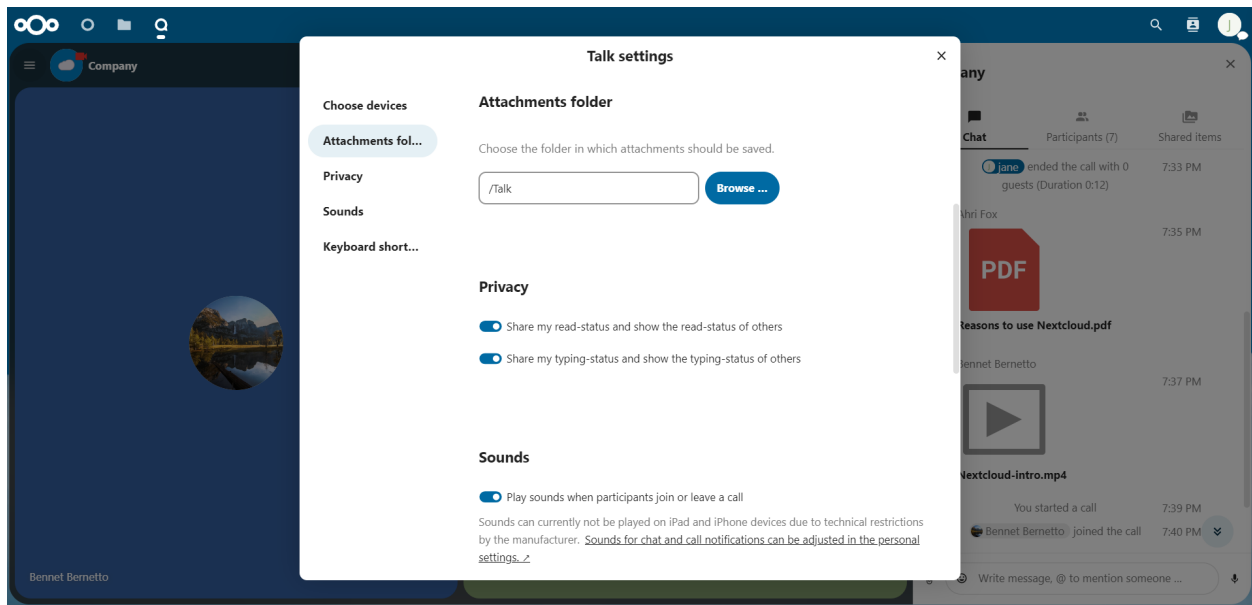 J
Company
Talk settings
Choose devices
Attachments fol...
Privacy
Sounds
Keyboard short...
Attachments folder
Choose the folder in which attachments should be saved.
/Talk
Browse ...
Privacy
Share my read-status and show the read-status of others
Share my typing-status and show the typing-status of others
Sounds
Play sounds when participants join or leave a call
Sounds can currently not be played on iPad and iPhone devices due to technical restrictions
by the manufacturer. Sounds for chat and call notifications can be adjusted in the personal
settings. ↗
any
Chat
Participants (7)
Shared items
jane ended the call with 0 7:33 PM
guests (Duration 0:12)
Ahri Fox
7:35 PM
PDF
Reasons to use Nextcloud.pdf
Bennet Bernetto
7:37 PM
Nextcloud-intro.mp4
You started a call 7:39 PM
Bennet Bernetto joined the call 7:40 PM
Write message, @ to mention someone ...
Bennet Bernetto